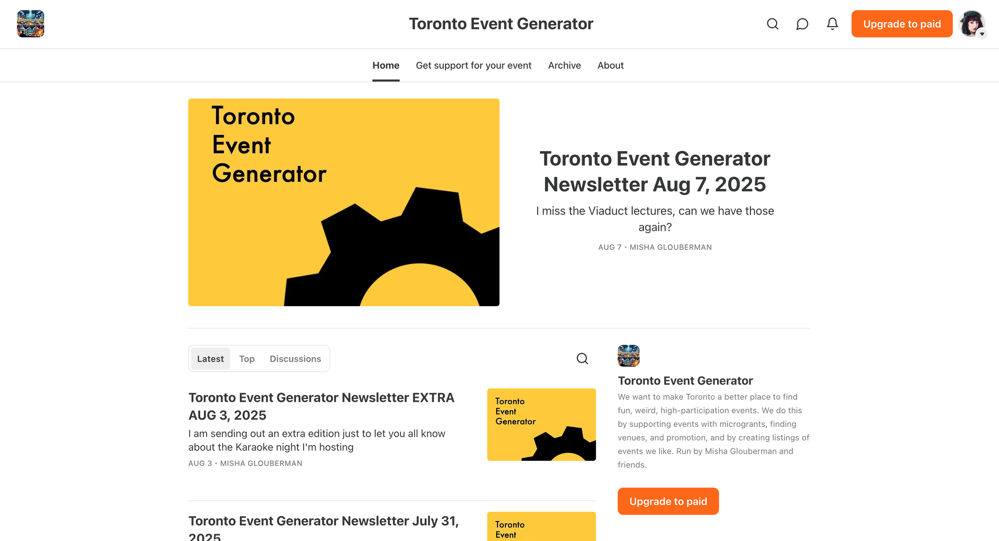 Toronto Event Generator
Upgrade to paid
Home
Get support for your event
Archive
About
Toronto
Event
Generator
Toronto Event Generator
Newsletter Aug 7, 2025
I miss the Viaduct lectures, can we have those
again?
AUG 7 · MISHA GLOUBERMAN
Latest
Top
Discussions
Toronto Event Generator Newsletter EXTRA
AUG 3, 2025
I am sending out an extra edition just to let you all know
about the Karaoke night I'm hosting
AUG 3 · MISHA GLOUBERMAN
Toronto
Event
Generator
Toronto Event Generator Newsletter July 31,
2025
Toronto
Event
Toronto Event Generator
We want to make Toronto a better place to find
fun, weird, high-participation events. We do this
by supporting events with microgrants, finding
venues, and promotion, and by creating listings of
events we like. Run by Misha Glouberman and
friends.
Upgrade to paid